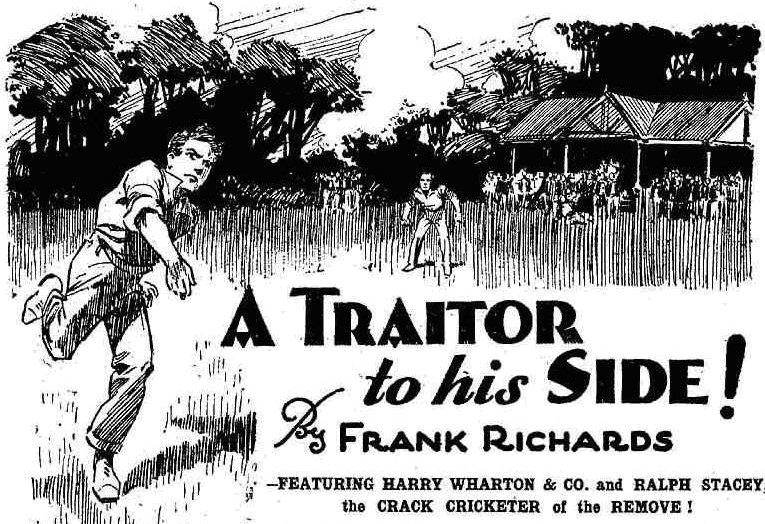 A TRAITOR
to his SIDE!
By FRANK RICHARDS
—FEATURING HARRY WHARTON & CO. and RALPH STACEY,
the CRACK CRICKETER of the REMOVE!